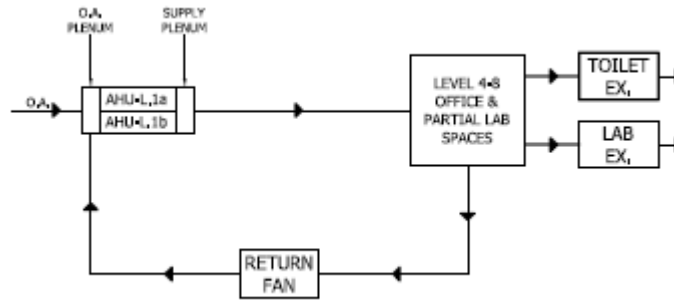 O.A.
PLENUM
SUPPLY
PLENUM
O.A.
AHU-L.1a
AHU-L.1b
LEVEL 4-8
OFFICE &
PARTIAL LAB
SPACES
TOILET
EX.
LAB
EX.
RETURN
FAN